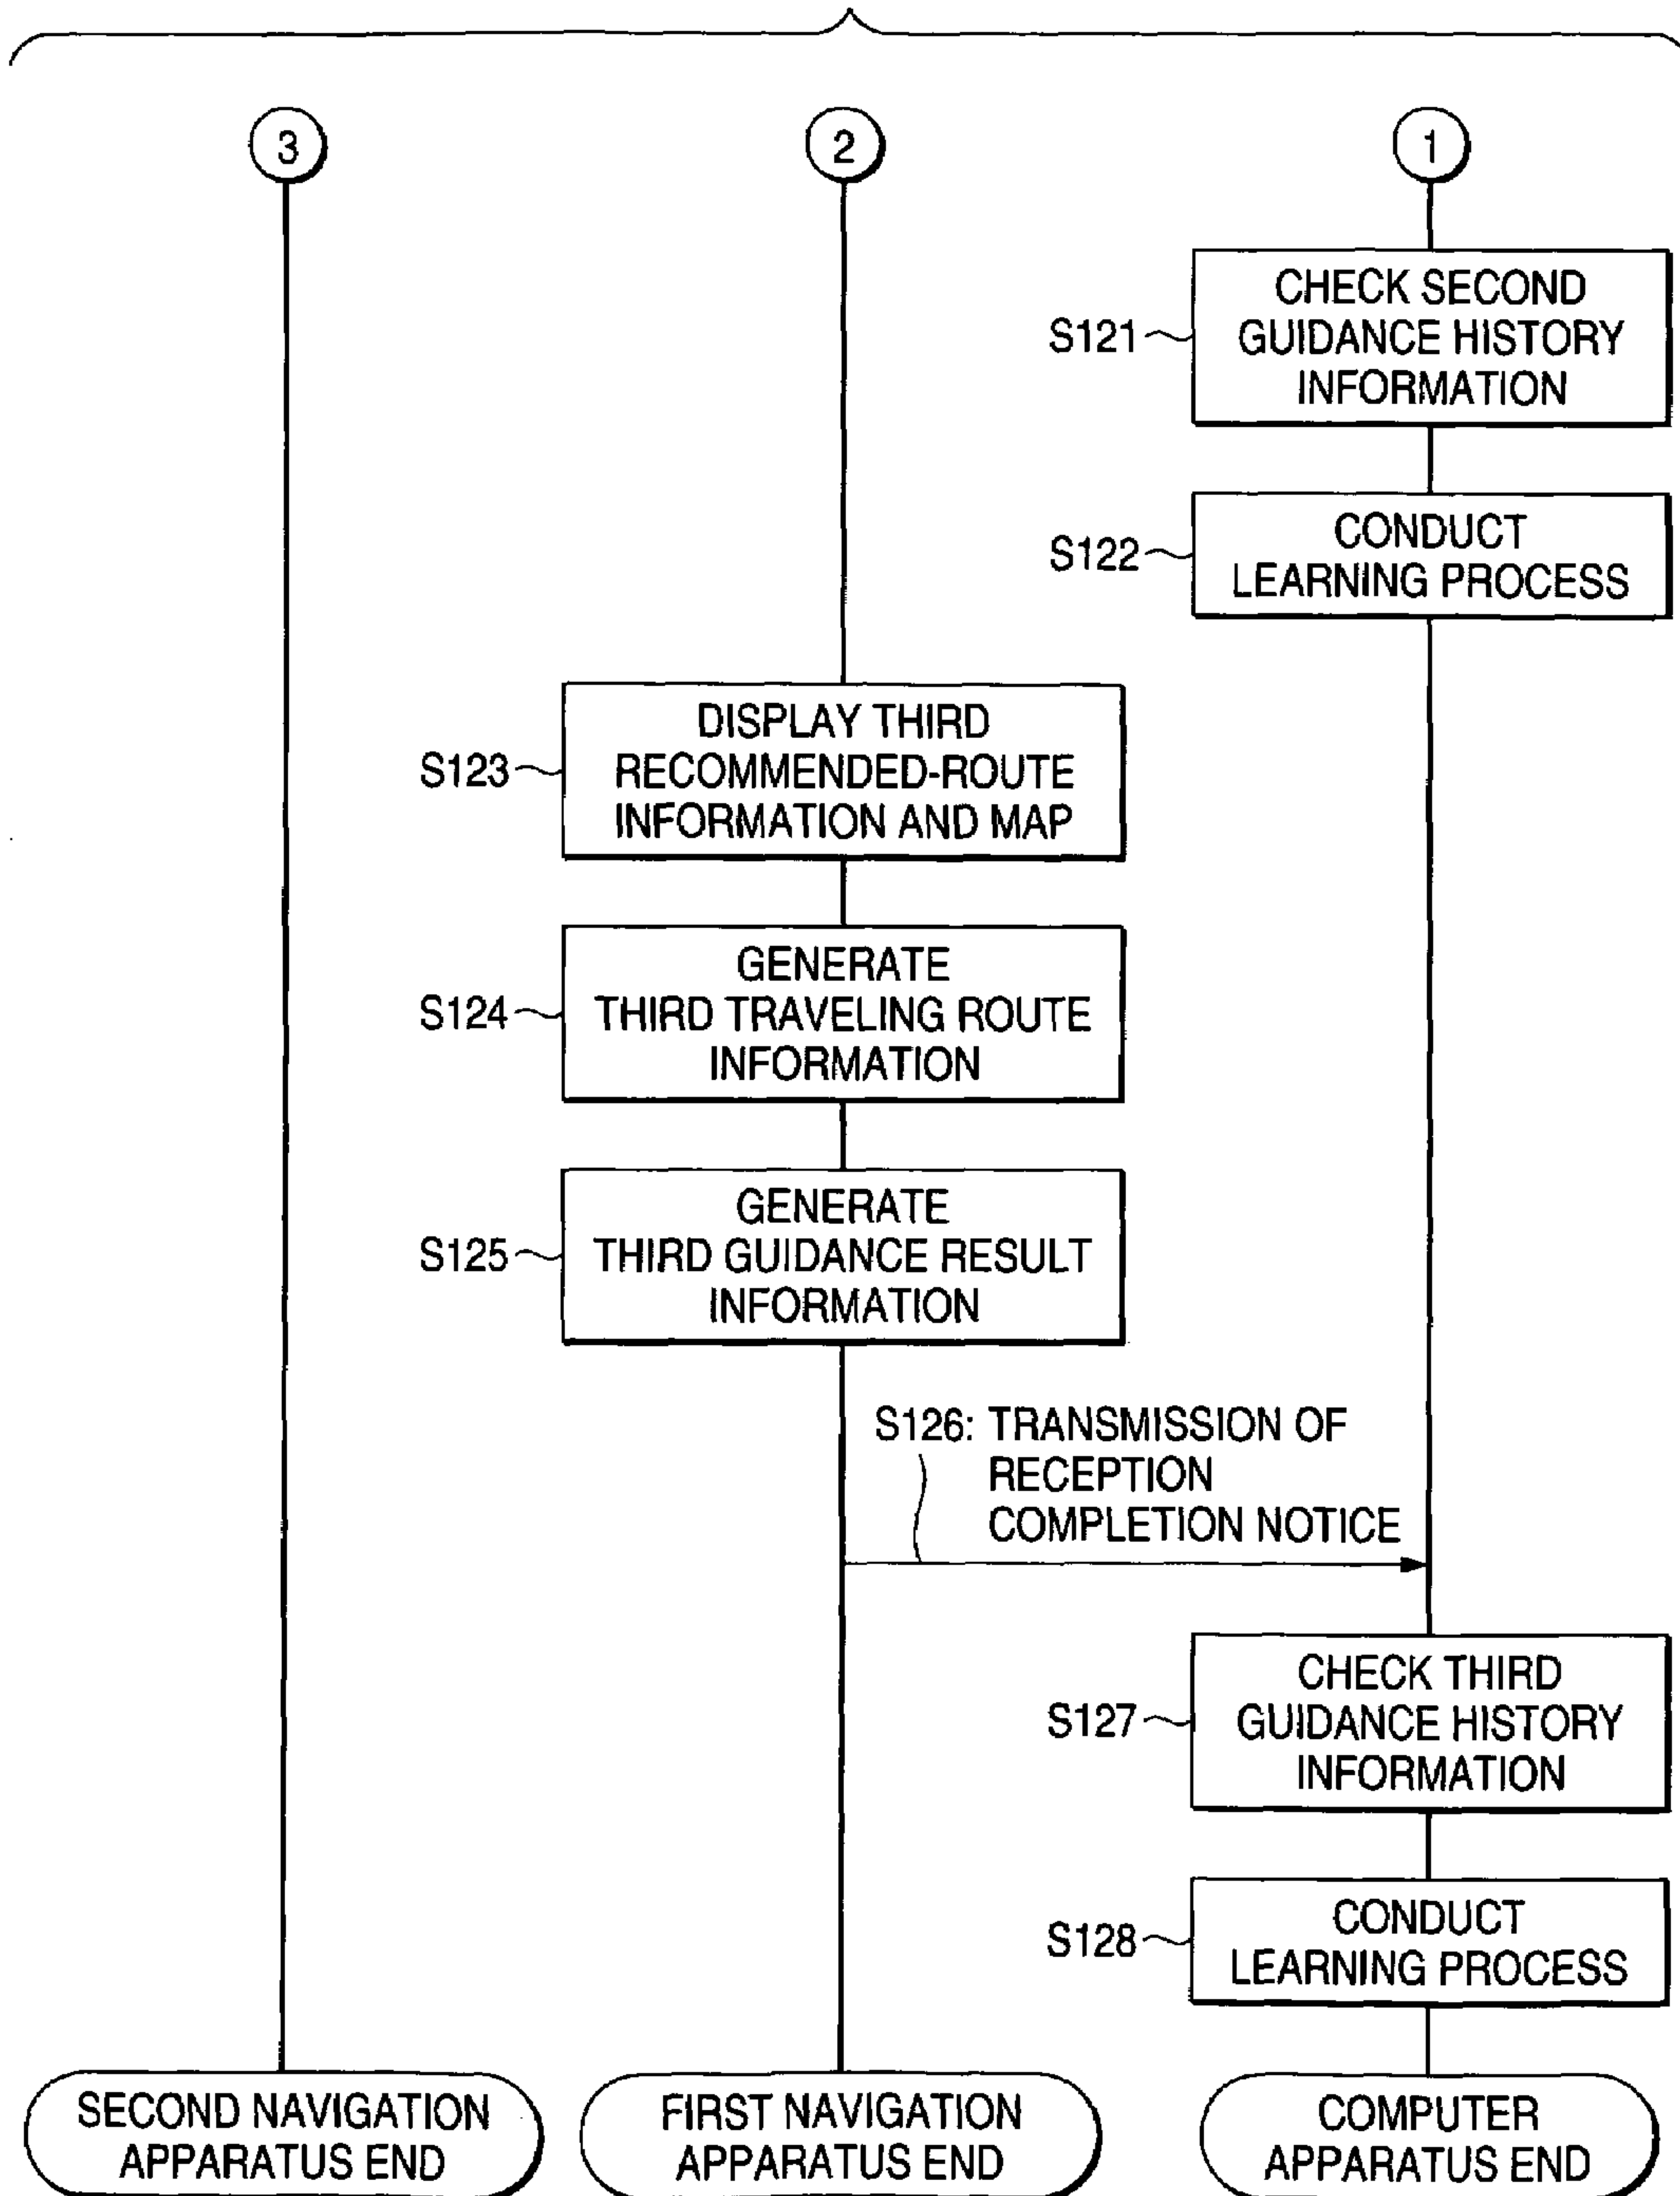 3
2
1
S121
CHECK SECOND
GUIDANCE HISTORY
INFORMATION
S122
CONDUCT
LEARNING PROCESS
S123
DISPLAY THIRD
RECOMMENDED-ROUTE
INFORMATION AND MAP
S124
GENERATE
THIRD TRAVELING ROUTE
INFORMATION
S125
GENERATE
THIRD GUIDANCE RESULT
INFORMATION
S126: TRANSMISSION OF
RECEPTION
COMPLETION NOTICE
S127
CHECK THIRD
GUIDANCE HISTORY
INFORMATION
S128
CONDUCT
LEARNING PROCESS
SECOND NAVIGATION
APPARATUS END
FIRST NAVIGATION
APPARATUS END
COMPUTER
APPARATUS END